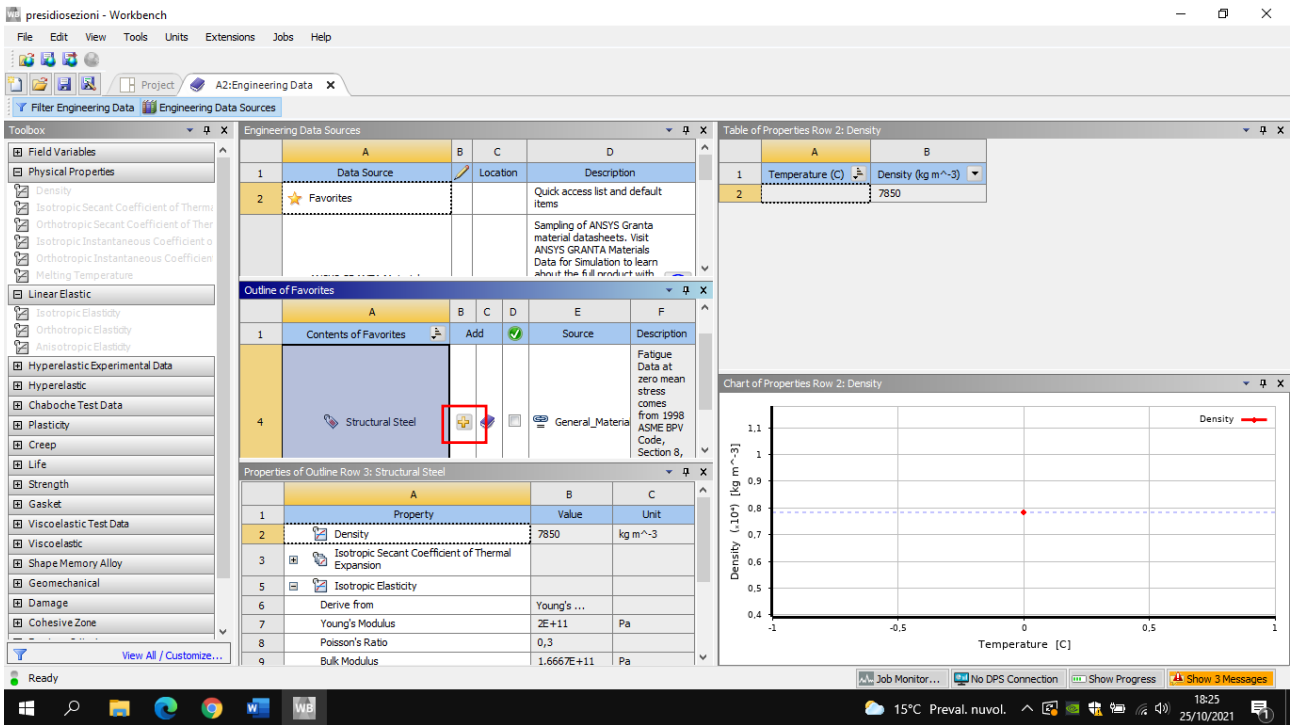 presidiosezioni - Workbench
File Edit View Tools Units Extensions Jobs Help
Project A2:Engineering Data
Filter Engineering Data Engineering Data Sources
Toolbox
Field Variables
Physical Properties
Density
Isotropic Secant Coefficient of Therma
Orthotropic Secant Coefficient of Ther
Isotropic Instantaneous Coefficient o
Orthotropic Instantaneous Coefficien
Melting Temperature
Linear Elastic
Isotropic Elasticity
Orthotropic Elasticity
Anisotropic Elasticity
Hyperelastic Experimental Data
Hyperelastic
Chaboche Test Data
Plasticity
Creep
Life
Strength
Gasket
Viscoelastic Test Data
Viscoelastic
Shape Memory Alloy
Geomechanical
Damage
Cohesive Zone
View All / Customize...
Engineering Data Sources
A B C D
1 Data Source Location Description
2 Favorites Quick access list and default
items
Sampling of ANSYS Granta
material datasheets. Visit
ANSYS GRANTA Materials
Data for Simulation to learn
about the full product with
Outline of Favorites
A B C D E F
1 Contents of Favorites Add Source Description
4 Structural Steel General_Materia
Fatigue
Data at
zero mean
stress
comes
from 1998
ASME BPV
Code,
Section 8,
Properties of Outline Row 3: Structural Steel
A B C
1 Property Value Unit
2 Density 7850 kg m^-3
3 Isotropic Secant Coefficient of Thermal
Expansion
5 Isotropic Elasticity
6 Derive from Young's ...
7 Young's Modulus 2E+11 Pa
8 Poisson's Ratio 0,3
9 Bulk Modulus 1.6667E+11 Pa
Table of Properties Row 2: Density
A B
1 Temperature (C) Density (kg m^-3)
2 7850
Chart of Properties Row 2: Density
Density
1,1
1
0,9
0,8
0,7
0,6
0,5
0,4
Density (x10⁴) [kg m^-3]
-1 -0,5 0 0,5 1
Temperature [C]
Ready
Job Monitor... No DPS Connection Show Progress Show 3 Messages
WB
15°C Preval. nuvol.
18:25
25/10/2021
1